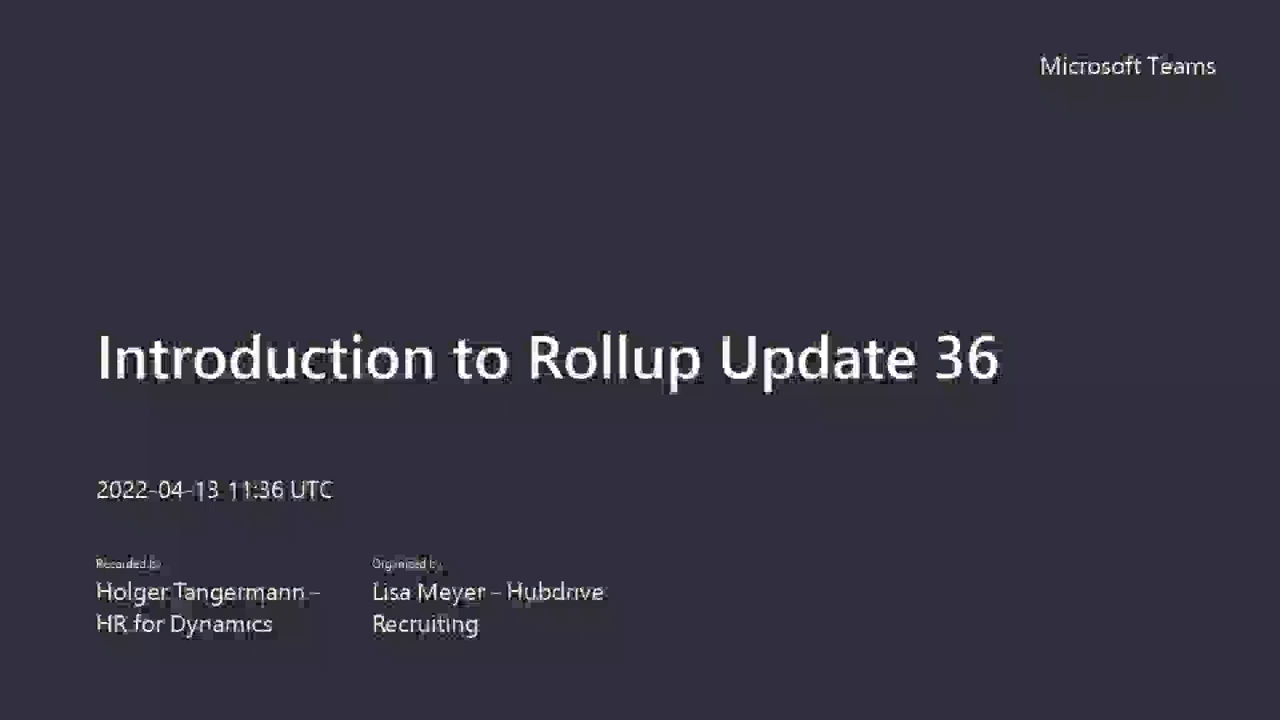 Microsoft Teams
Introduction to Rollup Update 36
2022-04-13 11:36 UTC
Recorded by
Organized by
Holger Tangermann –
Lisa Meyer – Hubdrive
HR for Dynamics
Recruiting